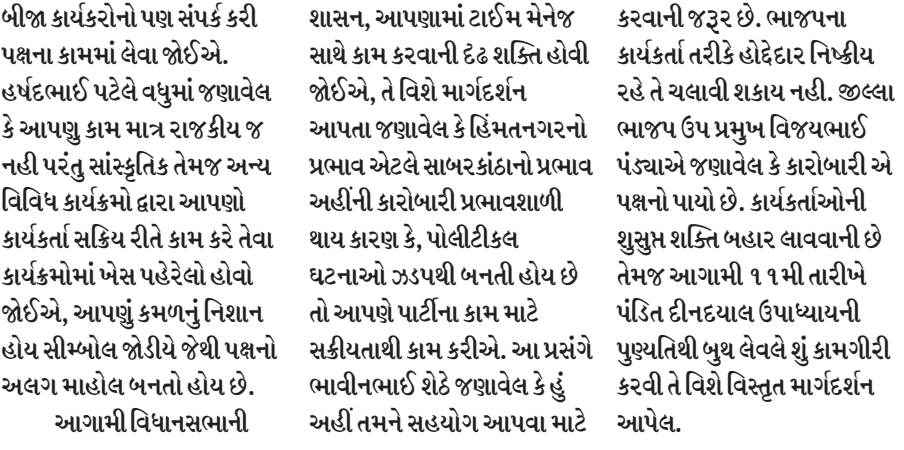 બીજા કાર્યકરોનો પણ સંપર્ક કરી
પક્ષના કામમાં લેવા જોઈએ.
હર્ષદભાઈ પટેલે વધુમાં જણાવેલ
કે આપણુ કામ માત્ર રાજકીય જ
નહી પરંતુ સાંસ્કૃતિક તેમજ અન્ય
વિવિધ કાર્યક્રમો દ્વારા આપણો
કાર્યકર્તા સક્રિય રીતે કામ કરે તેવા
કાર્યક્રમોમાં ખેસ પહેરેલો હોવો
જોઈએ, આપણું કમળનું નિશાન
હોય સીમ્બોલ જોડીયે જેથી પક્ષનો
અલગ માહોલ બનતો હોય છે.
આગામી વિધાનસભાની
શાસન, આપણામાં ટાઈમ મેનેજ
સાથે કામ કરવાની દંઢ શક્તિ હોવી
જોઈએ, તે વિશે માર્ગદર્શન
આપતા જણાવેલ કે હિંમતનગરનો
પ્રભાવ એટલે સાબરકાંઠાનો પ્રભાવ
અહીંની કારોબારી પ્રભાવશાળી
થાય કારણ કે, પોલીટીકલ
ઘટનાઓ ઝડપથી બનતી હોય છે
તો આપણે પાર્ટીના કામ માટે
સક્રીયતાથી કામ કરીએ. આ પ્રસંગે
ભાવીનભાઈ શેઠે જણાવેલ કે હું
અહીં તમને સહયોગ આપવા માટે
કરવાની જરૂર છે. ભાજપના
કાર્યકર્તા તરીકે હોદ્દેદાર નિષ્ક્રીય
રહે તે ચલાવી શકાય નહી. જીલ્લા
ભાજપ ઉપ પ્રમુખ વિજયભાઈ
પંડ્યાએ જણાવેલ કે કારોબારી એ
પક્ષનો પાયો છે. કાર્યકર્તાઓની
શુસુપ્ત શક્તિ બહાર લાવવાની છે
તેમજ આગામી ૧૧મી તારીખે
પંડિત દીનદયાલ ઉપાધ્યાયની
પુણ્યતિથી બુથ લેવલે શું કામગીરી
કરવી તે વિશે વિસ્તૃત માર્ગદર્શન
આપેલ.